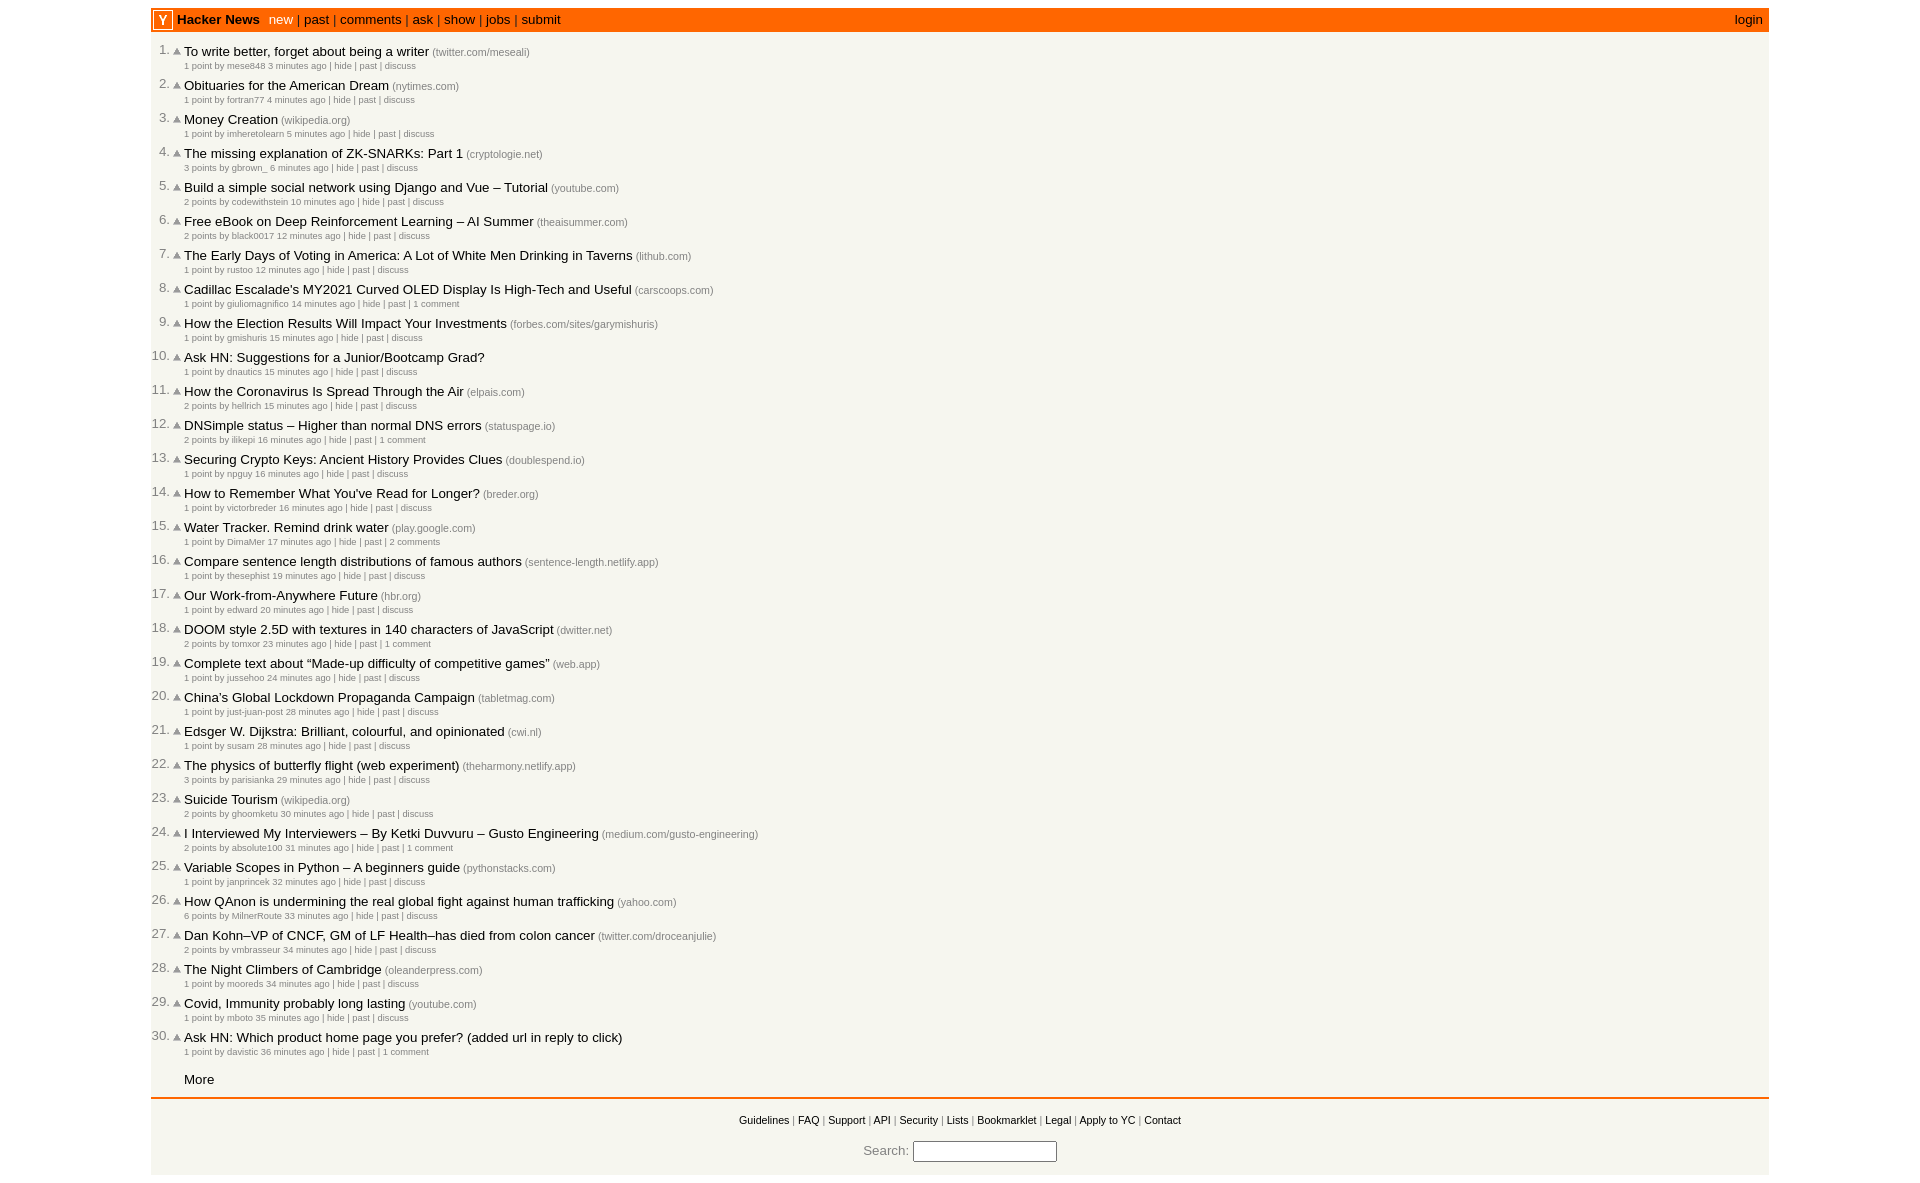 Y Hacker News new | past | comments | ask | show | jobs | submit login
1. To write better, forget about being a writer (twitter.com/meseali)
1 point by mese848 3 minutes ago | hide | past | discuss
2. Obituaries for the American Dream (nytimes.com)
1 point by fortran77 4 minutes ago | hide | past | discuss
3. Money Creation (wikipedia.org)
1 point by imheretolearn 5 minutes ago | hide | past | discuss
4. The missing explanation of ZK-SNARKs: Part 1 (cryptologie.net)
3 points by gbrown_ 6 minutes ago | hide | past | discuss
5. Build a simple social network using Django and Vue – Tutorial (youtube.com)
2 points by codewithstein 10 minutes ago | hide | past | discuss
6. Free eBook on Deep Reinforcement Learning – AI Summer (theaisummer.com)
2 points by black0017 12 minutes ago | hide | past | discuss
7. The Early Days of Voting in America: A Lot of White Men Drinking in Taverns (lithub.com)
1 point by rustoo 12 minutes ago | hide | past | discuss
8. Cadillac Escalade's MY2021 Curved OLED Display Is High-Tech and Useful (carscoops.com)
1 point by giuliomagnifico 14 minutes ago | hide | past | 1 comment
9. How the Election Results Will Impact Your Investments (forbes.com/sites/garymishuris)
1 point by gmishuris 15 minutes ago | hide | past | discuss
10. Ask HN: Suggestions for a Junior/Bootcamp Grad?
1 point by dnautics 15 minutes ago | hide | past | discuss
11. How the Coronavirus Is Spread Through the Air (elpais.com)
2 points by hellrich 15 minutes ago | hide | past | discuss
12. DNSimple status – Higher than normal DNS errors (statuspage.io)
2 points by ilikepi 16 minutes ago | hide | past | 1 comment
13. Securing Crypto Keys: Ancient History Provides Clues (doublespend.io)
1 point by npguy 16 minutes ago | hide | past | discuss
14. How to Remember What You've Read for Longer? (breder.org)
1 point by victorbreder 16 minutes ago | hide | past | discuss
15. Water Tracker. Remind drink water (play.google.com)
1 point by DimaMer 17 minutes ago | hide | past | 2 comments
16. Compare sentence length distributions of famous authors (sentence-length.netlify.app)
1 point by thesephist 19 minutes ago | hide | past | discuss
17. Our Work-from-Anywhere Future (hbr.org)
1 point by edward 20 minutes ago | hide | past | discuss
18. DOOM style 2.5D with textures in 140 characters of JavaScript (dwitter.net)
2 points by tomxor 23 minutes ago | hide | past | 1 comment
19. Complete text about “Made-up difficulty of competitive games” (web.app)
1 point by jussehoo 24 minutes ago | hide | past | discuss
20. China’s Global Lockdown Propaganda Campaign (tabletmag.com)
1 point by just-juan-post 28 minutes ago | hide | past | discuss
21. Edsger W. Dijkstra: Brilliant, colourful, and opinionated (cwi.nl)
1 point by susam 28 minutes ago | hide | past | discuss
22. The physics of butterfly flight (web experiment) (theharmony.netlify.app)
3 points by parisianka 29 minutes ago | hide | past | discuss
23. Suicide Tourism (wikipedia.org)
2 points by ghoomketu 30 minutes ago | hide | past | discuss
24. I Interviewed My Interviewers – By Ketki Duvvuru – Gusto Engineering (medium.com/gusto-engineering)
2 points by absolute100 31 minutes ago | hide | past | 1 comment
25. Variable Scopes in Python – A beginners guide (pythonstacks.com)
1 point by janprincek 32 minutes ago | hide | past | discuss
26. How QAnon is undermining the real global fight against human trafficking (yahoo.com)
6 points by MilnerRoute 33 minutes ago | hide | past | discuss
27. Dan Kohn–VP of CNCF, GM of LF Health–has died from colon cancer (twitter.com/droceanjulie)
2 points by vmbrasseur 34 minutes ago | hide | past | discuss
28. The Night Climbers of Cambridge (oleanderpress.com)
1 point by mooreds 34 minutes ago | hide | past | discuss
29. Covid, Immunity probably long lasting (youtube.com)
1 point by mboto 35 minutes ago | hide | past | discuss
30. Ask HN: Which product home page you prefer? (added url in reply to click)
1 point by davistic 36 minutes ago | hide | past | 1 comment
More
Guidelines | FAQ | Support | API | Security | Lists | Bookmarklet | Legal | Apply to YC | Contact
Search: